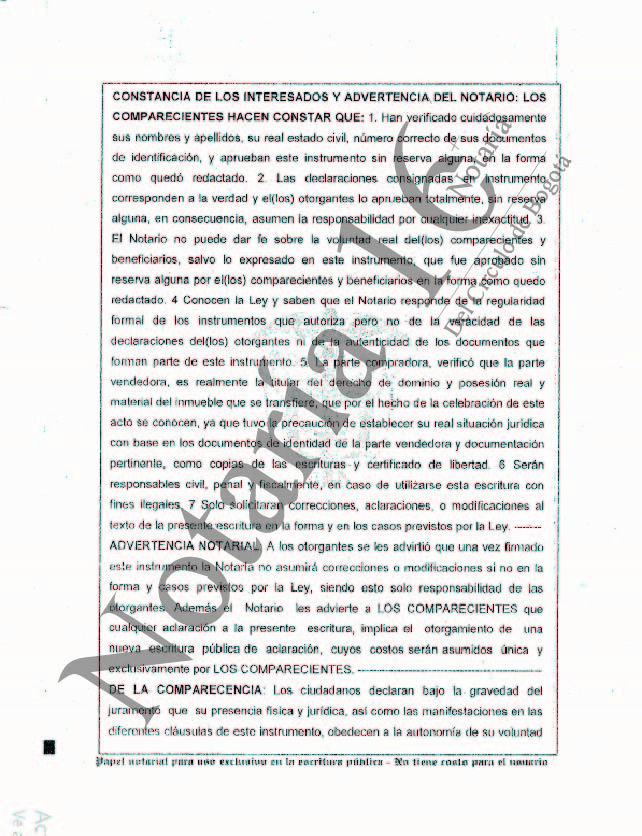 CONSTANCIA DE LOS INTERESADOS Y ADVERTENCIA DEL NOTARIO: LOS
COMPARECIENTES HACEN CONSTAR QUE: 1. Han verificado cuidadosamente
sus nombres y apellidos, su real estado civil, número correcto de sus documentos
de identificación, y aprueban este instrumento sin reserva alguna, en la forma
como quedó redactado. 2. Las declaraciones consignadas en instrumento
corresponden a la verdad y el(los) otorgantes lo aprueban totalmente, sin reserva
alguna, en consecuencia, asumen la responsabilidad por cualquier inexactitud. 3.
El Notario no puede dar fe sobre la voluntad real del(los) comparecientes y
beneficiarios, salvo lo expresado en este instrumento, que fue aprobado sin
reserva alguna por el(los) comparecientes y beneficiarios en la forma como quedo
redactado. 4 Conocen la Ley y saben que el Notario responde de la regularidad
formal de los instrumentos que autoriza pero no de la veracidad de las
declaraciones del(los) otorgantes ni de la autenticidad de los documentos que
forman parte de este instrumento. 5. La parte compradora, verificó que la parte
vendedora, es realmente la titular del derecho de dominio y posesión real y
material del inmueble que se transfiere, que por el hecho de la celebración de este
acto se conocen, ya que tuvo la precaución de establecer su real situación jurídica
con base en los documentos de identidad de la parte vendedora y documentación
pertinente, como copias de las escrituras y certificado de libertad. 6 Serán
responsables civil, penal y fiscalmente, en caso de utilizarse esta escritura con
fines ilegales. 7 Solo solicitaran correcciones, aclaraciones, o modificaciones al
texto de la presente escritura en la forma y en los casos previstos por la Ley. -------
ADVERTENCIA NOTARIAL: A los otorgantes se les advirtió que una vez firmado
este instrumento la Notaría no asumirá correcciones o modificaciones si no en la
forma y casos previstos por la Ley, siendo esto solo responsabilidad de las
otorgantes. Además el Notario les advierte a LOS COMPARECIENTES que
cualquier aclaración a la presente escritura, implica el otorgamiento de una
nueva escritura pública de aclaración, cuyos costos serán asumidos única y
exclusivamente por LOS COMPARECIENTES. -----------------------------------------
DE LA COMPARECENCIA: Los ciudadanos declaran bajo la gravedad del
juramento que su presencia física y jurídica, así como las manifestaciones en las
diferentes cláusulas de este instrumento, obedecen a la autonomía de su voluntad
Papel notarial para uso exclusivo en la escritura pública - No tiene costo para el usuario
Notaría 16
Notaría
Del Círculo de Bogotá